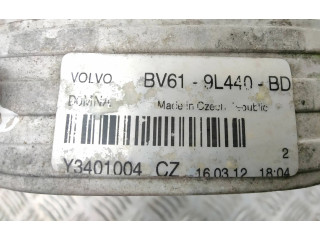 VOLVO BV61 - 9L440 - BD
Made in Czech Republic
Y3401004 CZ 2
16.03.12 18:04